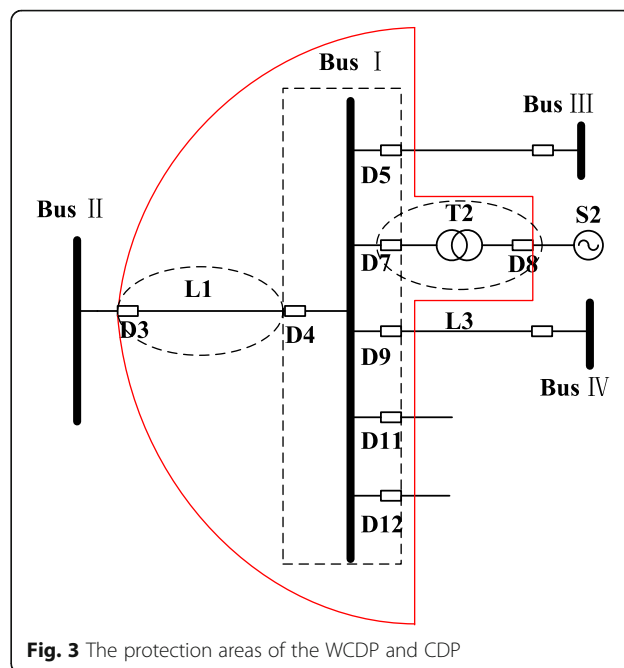 Bus Ⅰ
Bus Ⅲ
D5
Bus Ⅱ
T2
S2
D7
D8
L1
D3
D4
L3
D9
Bus Ⅳ
D11
D12
Fig. 3 The protection areas of the WCDP and CDP